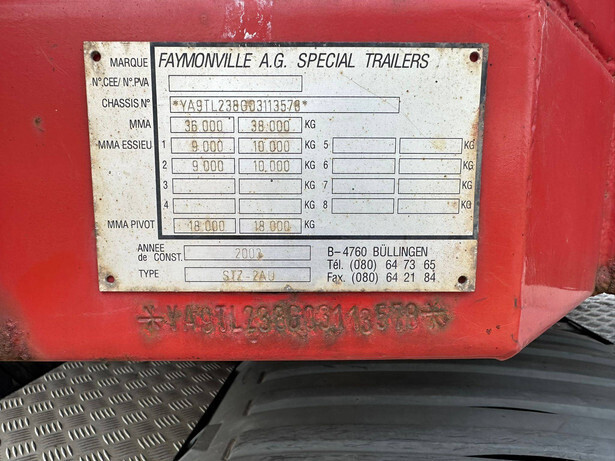 MARQUE FAYMONVILLE A.G. SPECIAL TRAILERS
N° CEE/ N° PVA
CHASSIS N° *YA9TL238G03113579*
MMA 36.000 38.000 KG
MMA ESSIEU 1 9.000 10.000 KG 5 KG
2 9.000 10.000 KG 6 KG
3 KG 7 KG
4 KG 8 KG
MMA PIVOT 18.000 18.000 KG
ANNEE de CONST. 2003 B-4760 BÜLLINGEN
Tél. (080) 64 73 65
TYPE Fax. (080) 64 21 84
*YA9TL238G03113579*